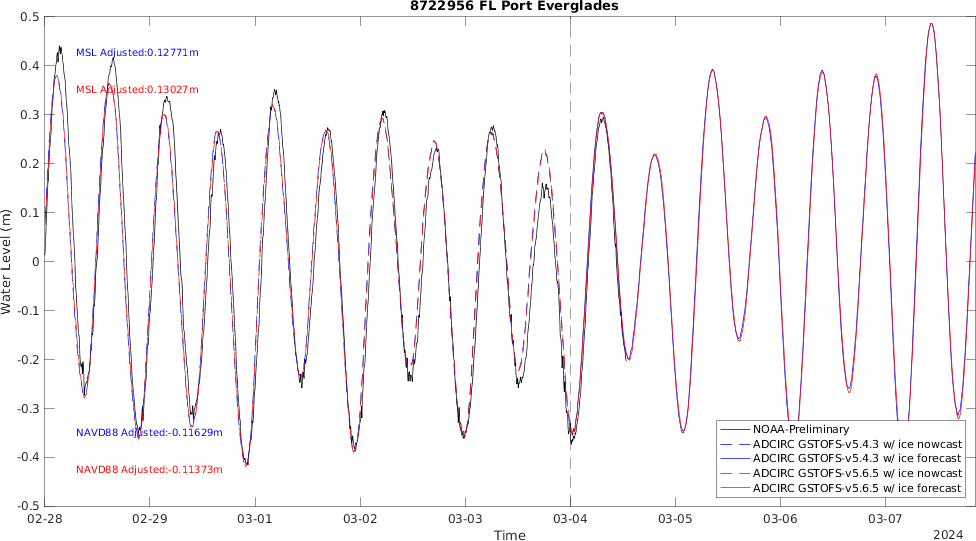 8722956 FL Port Everglades
0.5
MSL Adjusted:0.12771m
0.4
MSL Adjusted:0.13027m
0.3
0.2
0.1
Water Level (m)
0
-0.1
-0.2
-0.3
NAVD88 Adjusted:-0.11629m
NOAA-Preliminary
ADCIRC GSTOFS-v5.4.3 w/ ice nowcast
-0.4
ADCIRC GSTOFS-v5.4.3 w/ ice forecast
NAVD88 Adjusted:-0.11373m
ADCIRC GSTOFS-v5.6.5 w/ ice nowcast
ADCIRC GSTOFS-v5.6.5 w/ ice forecast
-0.5
02-28 02-29 03-01 03-02 03-03 03-04 03-05 03-06 03-07
Time
2024